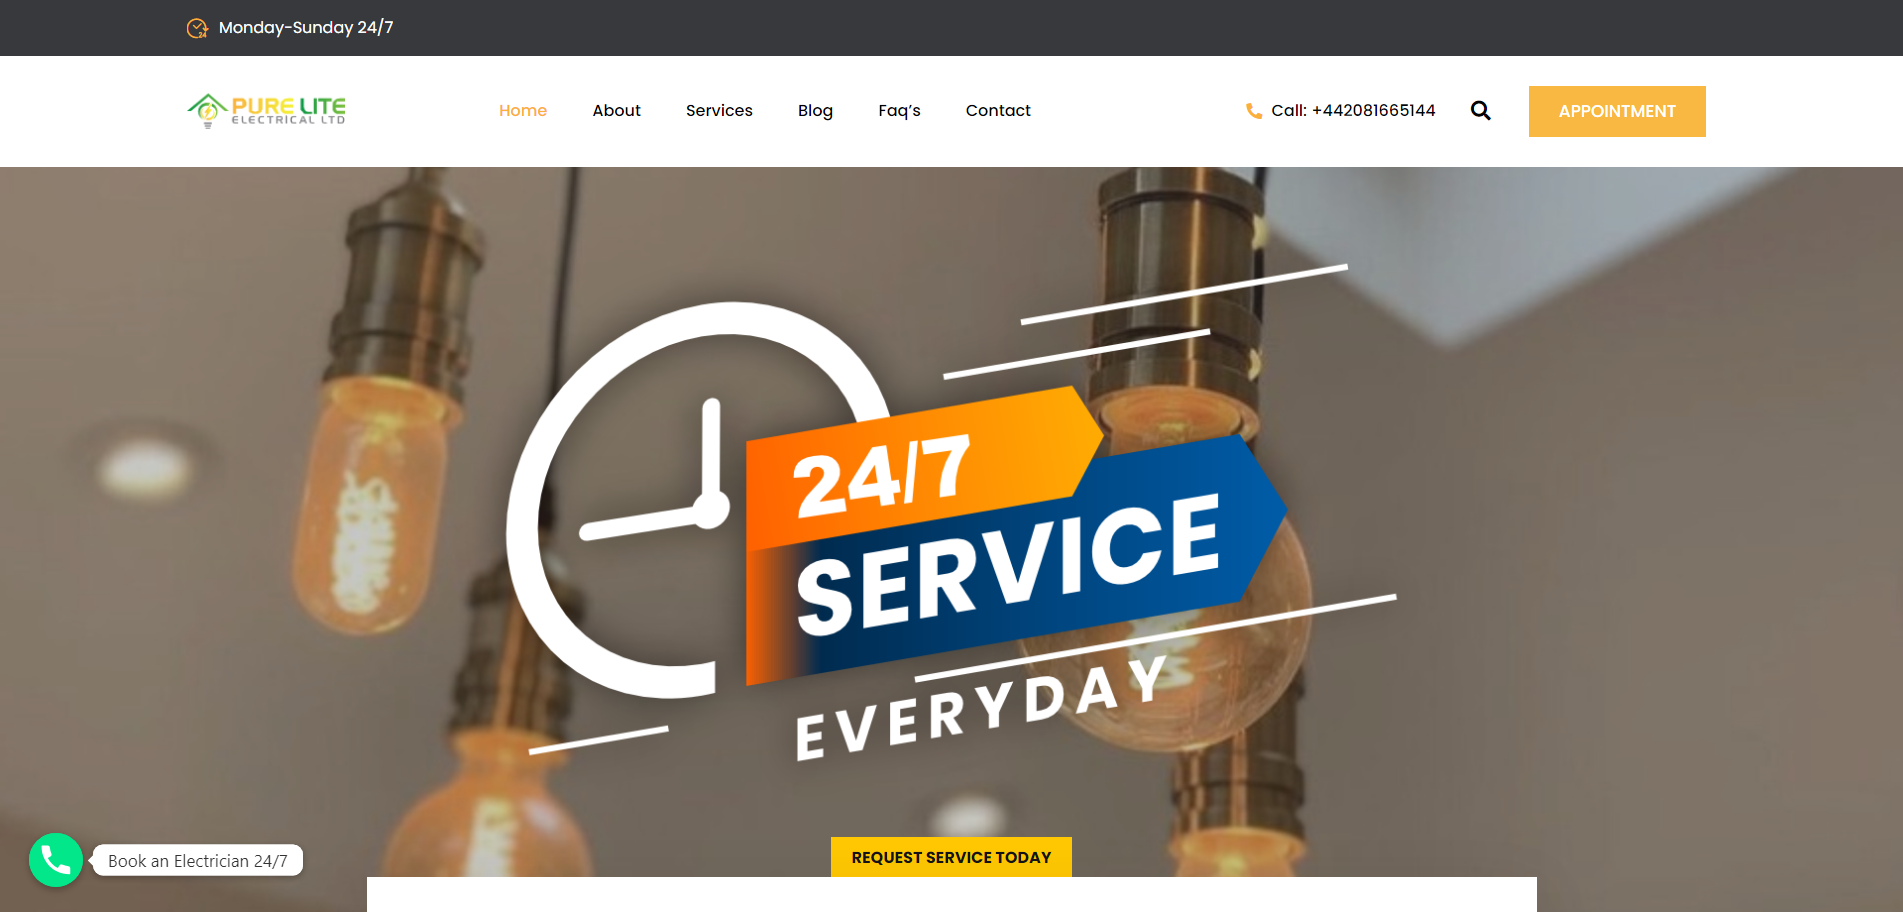 Monday-Sunday 24/7
PURE LITE
ELECTRICAL LTD
Home
About
Services
Blog
Faq's
Contact
Call: +442081665144
APPOINTMENT
24/7
SERVICE
EVERYDAY
REQUEST SERVICE TODAY
Book an Electrician 24/7